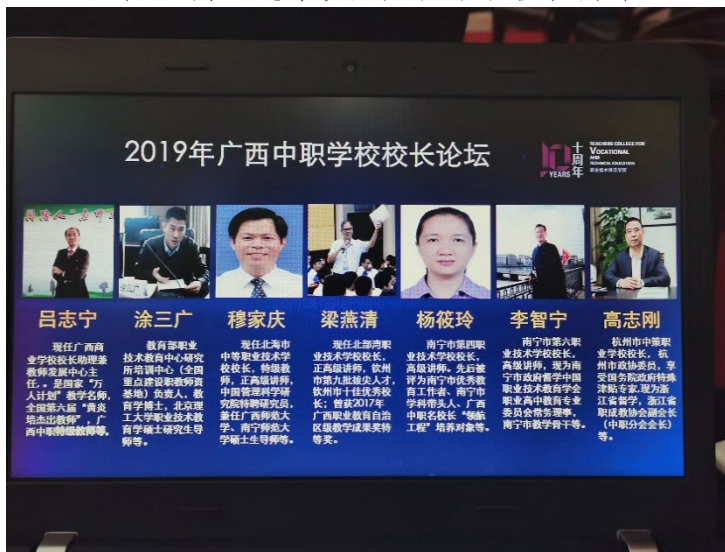 2019年广西中职学校校长论坛
十周年
YEARS
TEACHERS COLLEGE FOR
VOCATIONAL
AND
TECHNICAL EDUCATION
职业技术师范学院
吕志宁
现任广西商
业学校校长助理兼
教师发展中心主
任,。是国家“万
人计划”教学名师,
全国第六届“黄炎
培杰出教师”,广
西中职特级教师等。
涂三广
教育部职业
技术教育中心研究
所培训中心(全国
重点建设职教师资
基地)负责人,教
育学博士,北京理
工大学职业技术教
育学硕士研究生导
师等。
穆家庆
现任北海市
中等职业技术学
校校长,特级教
师,正高级讲师,
中国管理科学研
究院特聘研究员,
兼任广西师范大
学、南宁师范大
学硕士生导师等。
梁燕清
现任北部湾职
业技术学校校长,
正高级讲师,钦州
市第九批拔尖人才,
钦州市十佳优秀校
长;曾获2017年
广西职业教育自治
区级教学成果奖特
等奖。
杨筱玲
南宁市第四职
业技术学校校长,
高级讲师。先后被
评为南宁市优秀教
育工作者、南宁市
学科带头人、广西
中职名校长“领航
工程”培养对象等。
李智宁
南宁市第六职
业技术学校校长,
高级讲师,现为南
宁市政府督学中国
职业技术教育学会
职业高中教育专业
委员会常务理事,
南宁市教学骨干等。
高志刚
杭州市中策职
业学校校长,杭
州市政协委员,享
受国务院政府特殊
津贴专家,现为浙
江省督学,浙江省
职成教协会副会长
(中职分会会长)
等。